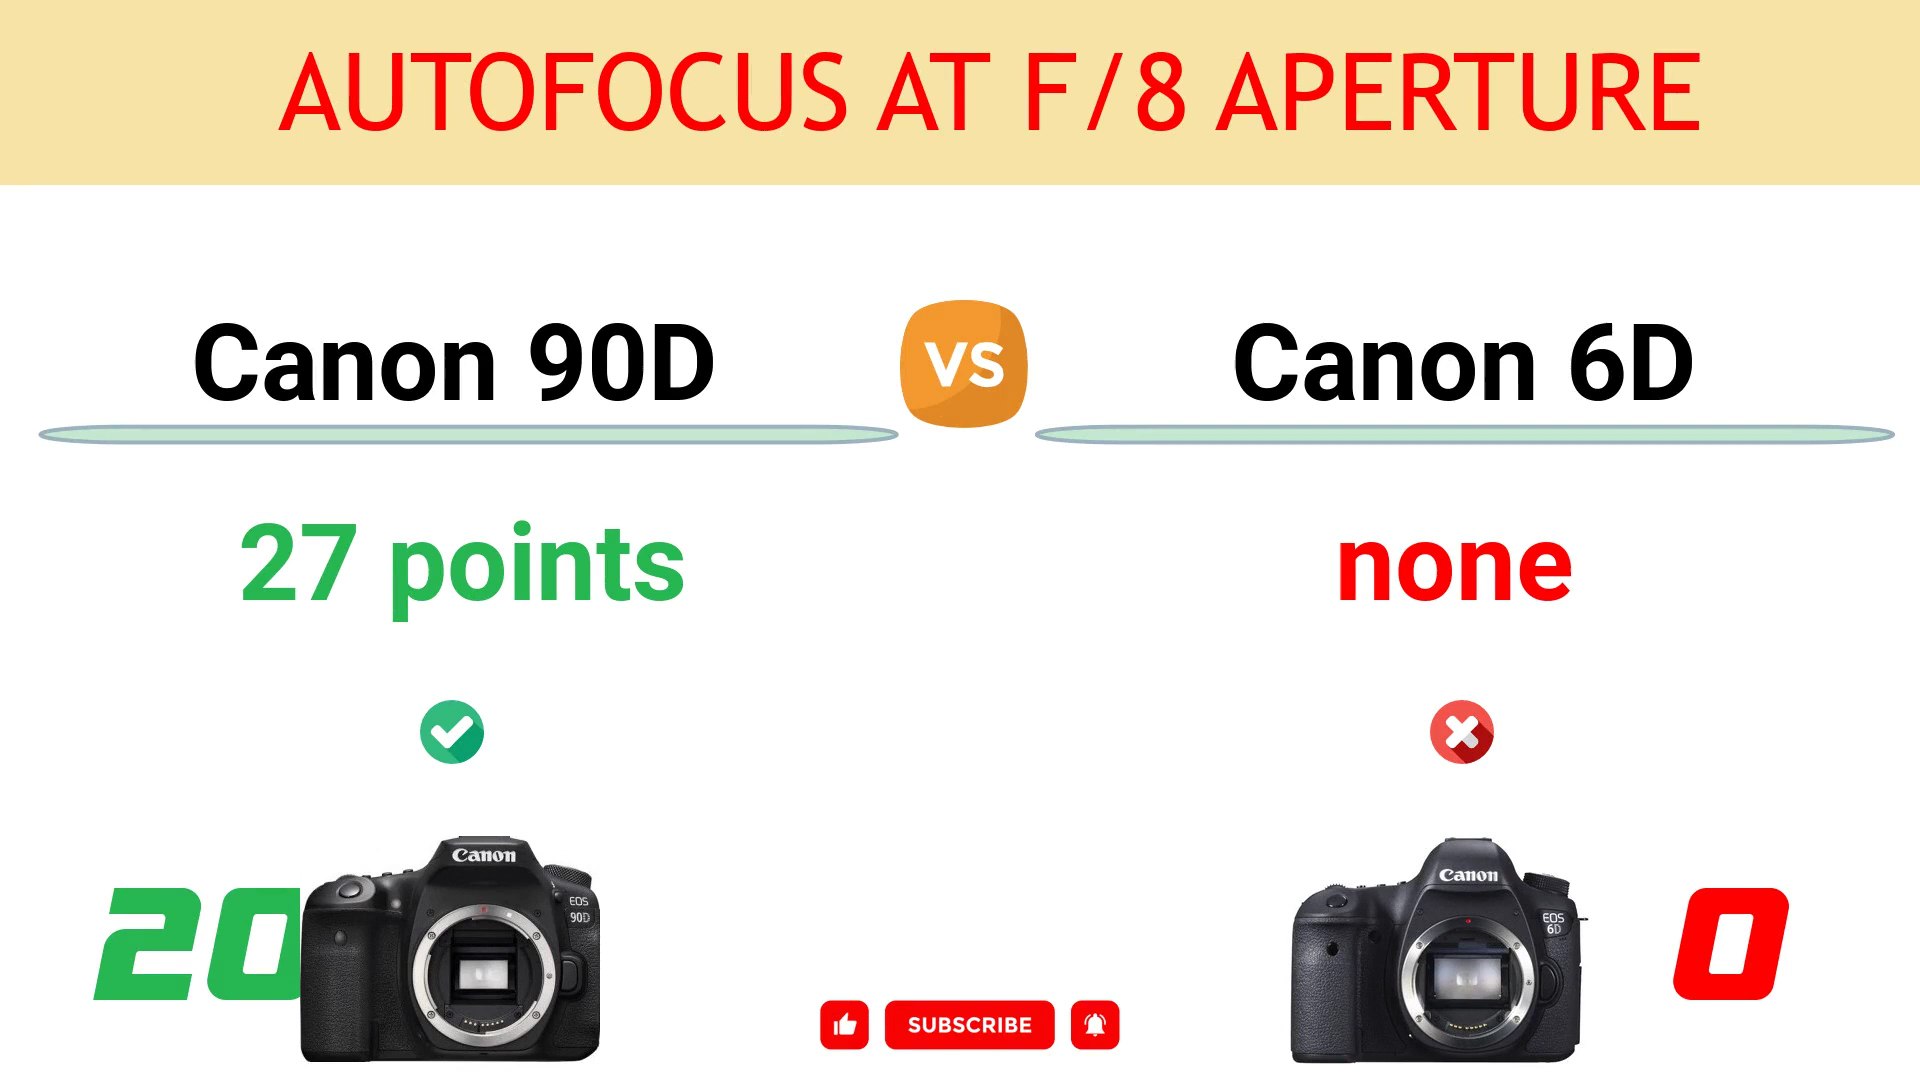 AUTOFOCUS AT F/8 APERTURE
Canon 90D
VS
Canon 6D
27 points
none
20
Canon
EOS
90D
Canon
EOS
6D
0
SUBSCRIBE